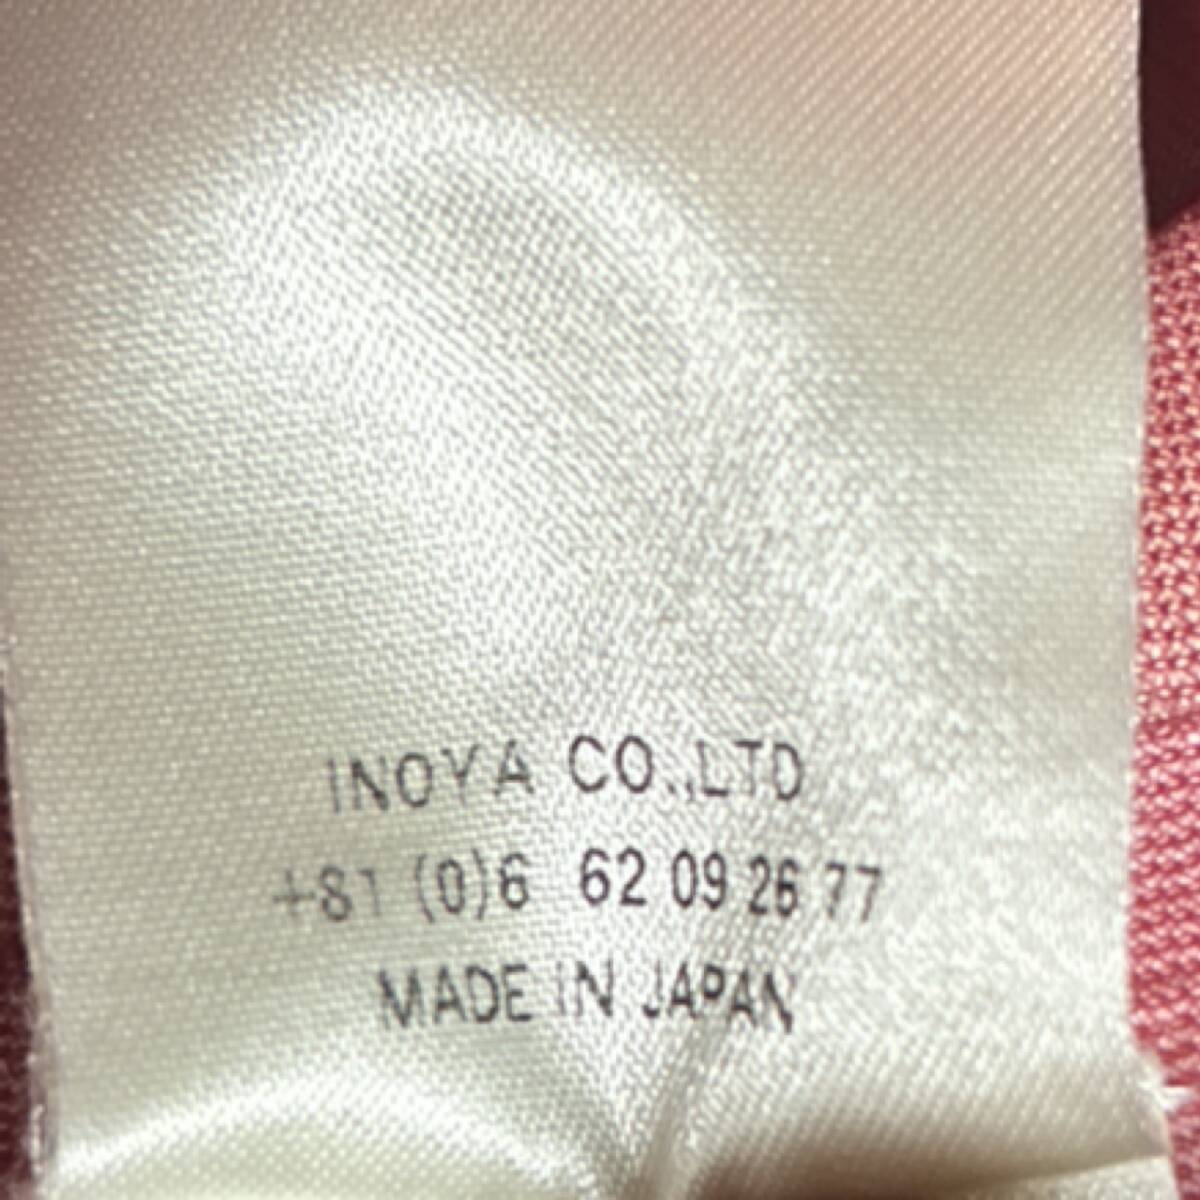 INOYA CO.,LTD
+81 (0)6 62 09 26 77
MADE IN JAPAN